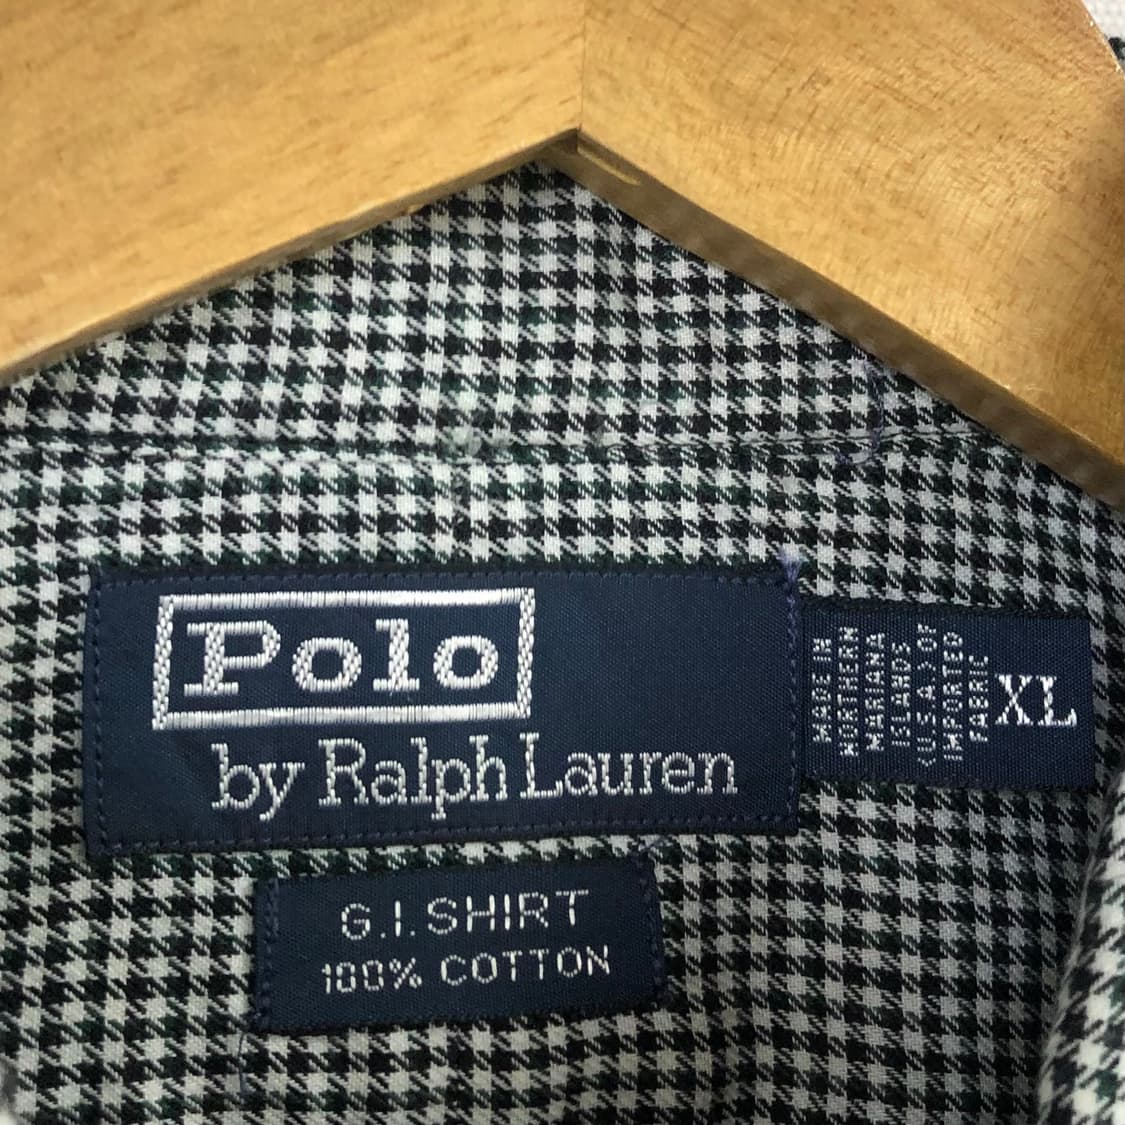 Polo
by Ralph Lauren
MADE IN
NORTHERN
MARIANA
ISLANDS
(U.S.A.) OF
IMPORTED
FABRIC
XL
G.I. SHIRT
100% COTTON